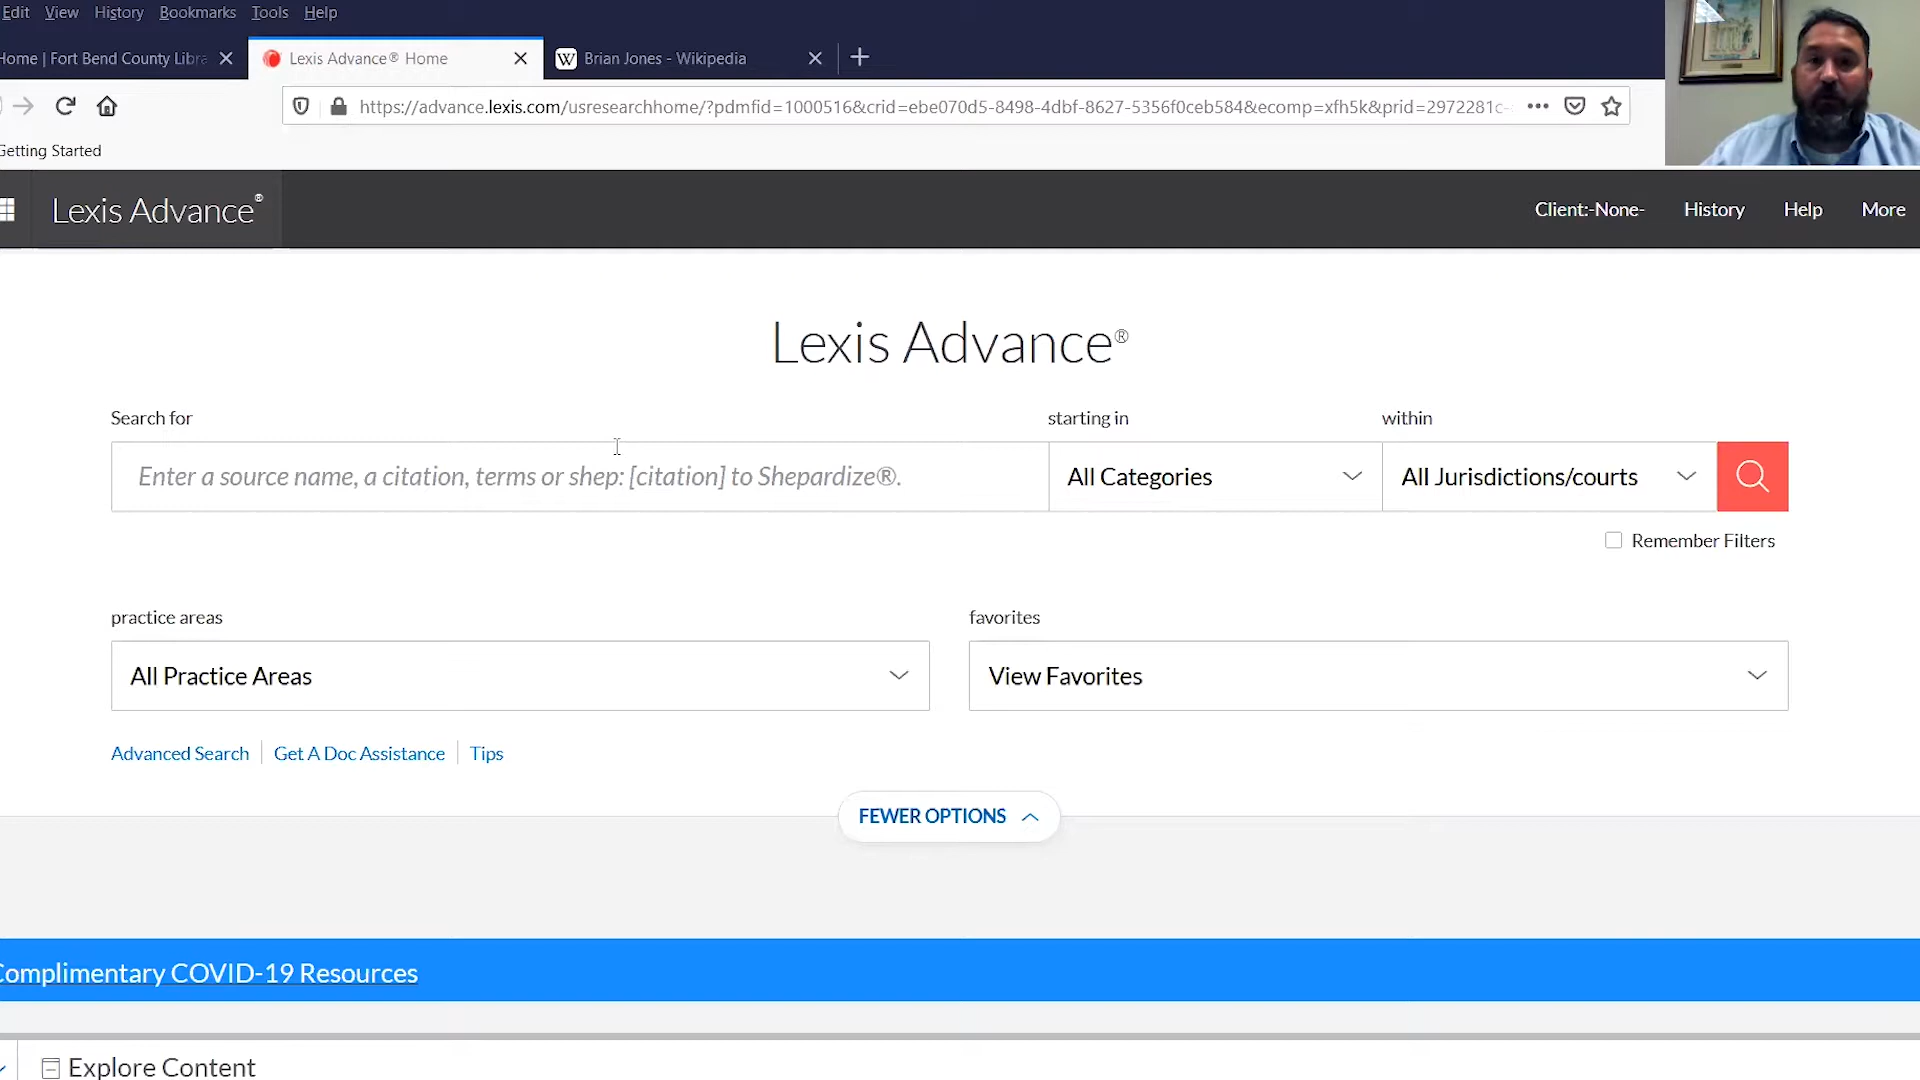 Edit View History Bookmarks Tools Help
Home | Fort Bend County Libra
Lexis Advance® Home
W Brian Jones - Wikipedia
https://advance.lexis.com/usresearchhome/?pdmfid=1000516&crid=ebe070d5-8498-4dbf-8627-5356f0ceb584&ecomp=xfh5k&prid=2972281c-
Getting Started
Lexis Advance®
Client:-None- History Help More
Lexis Advance®
Search for starting in within
Enter a source name, a citation, terms or shep: [citation] to Shepardize®. All Categories All Jurisdictions/courts
Remember Filters
practice areas favorites
All Practice Areas View Favorites
Advanced Search Get A Doc Assistance Tips
FEWER OPTIONS
Complimentary COVID-19 Resources
Explore Content